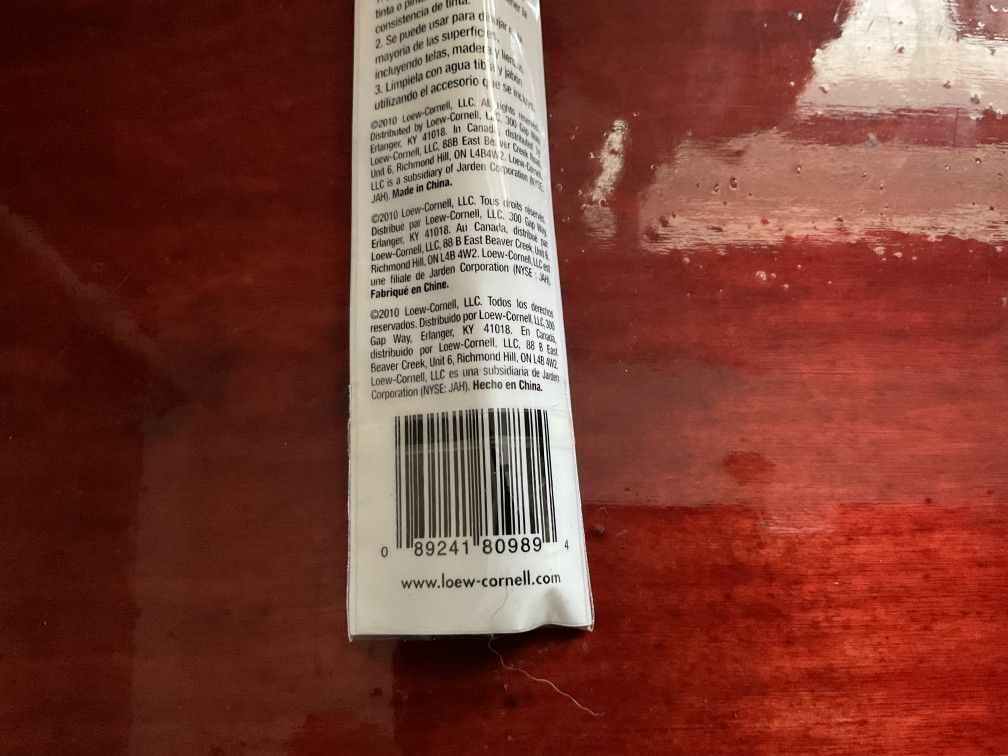 tinta o
consistencia de tinta.
2. Se puede usar para dibujar en la
mayoría de las superficies,
incluyendo telas, madera y lienzo.
3. Límpiela con agua tibia y jabón
utilizando el accesorio que se incluye.
©2010 Loew-Cornell, LLC. All rights reserved.
Distributed by Loew-Cornell, LLC, 300 Gap Way,
Erlanger, KY 41018. In Canada, distributed by
Loew-Cornell, LLC, 88B East Beaver Creek Road,
Unit 6, Richmond Hill, ON L4B4W2. Loew-Cornell,
LLC is a subsidiary of Jarden Corporation (NYSE:
JAH). Made in China.
©2010 Loew-Cornell, LLC. Tous droits réservés.
Distribué par Loew-Cornell, LLC, 300 Gap Way,
Erlanger, KY 41018. Au Canada, distribué par
Loew-Cornell, LLC, 88 B East Beaver Creek, Unit 6,
Richmond Hill, ON L4B 4W2. Loew-Cornell, LLC est
une filiale de Jarden Corporation (NYSE : JAH).
Fabriqué en Chine.
©2010 Loew-Cornell, LLC. Todos los derechos
reservados. Distribuido por Loew-Cornell, LLC, 300
Gap Way, Erlanger, KY 41018. En Canadá,
distribuido por Loew-Cornell, LLC, 88 B East
Beaver Creek, Unit 6, Richmond Hill, ON L4B 4W2.
Loew-Cornell, LLC es una subsidiaria de Jarden
Corporation (NYSE: JAH). Hecho en China.
0 89241 80989 4
www.loew-cornell.com